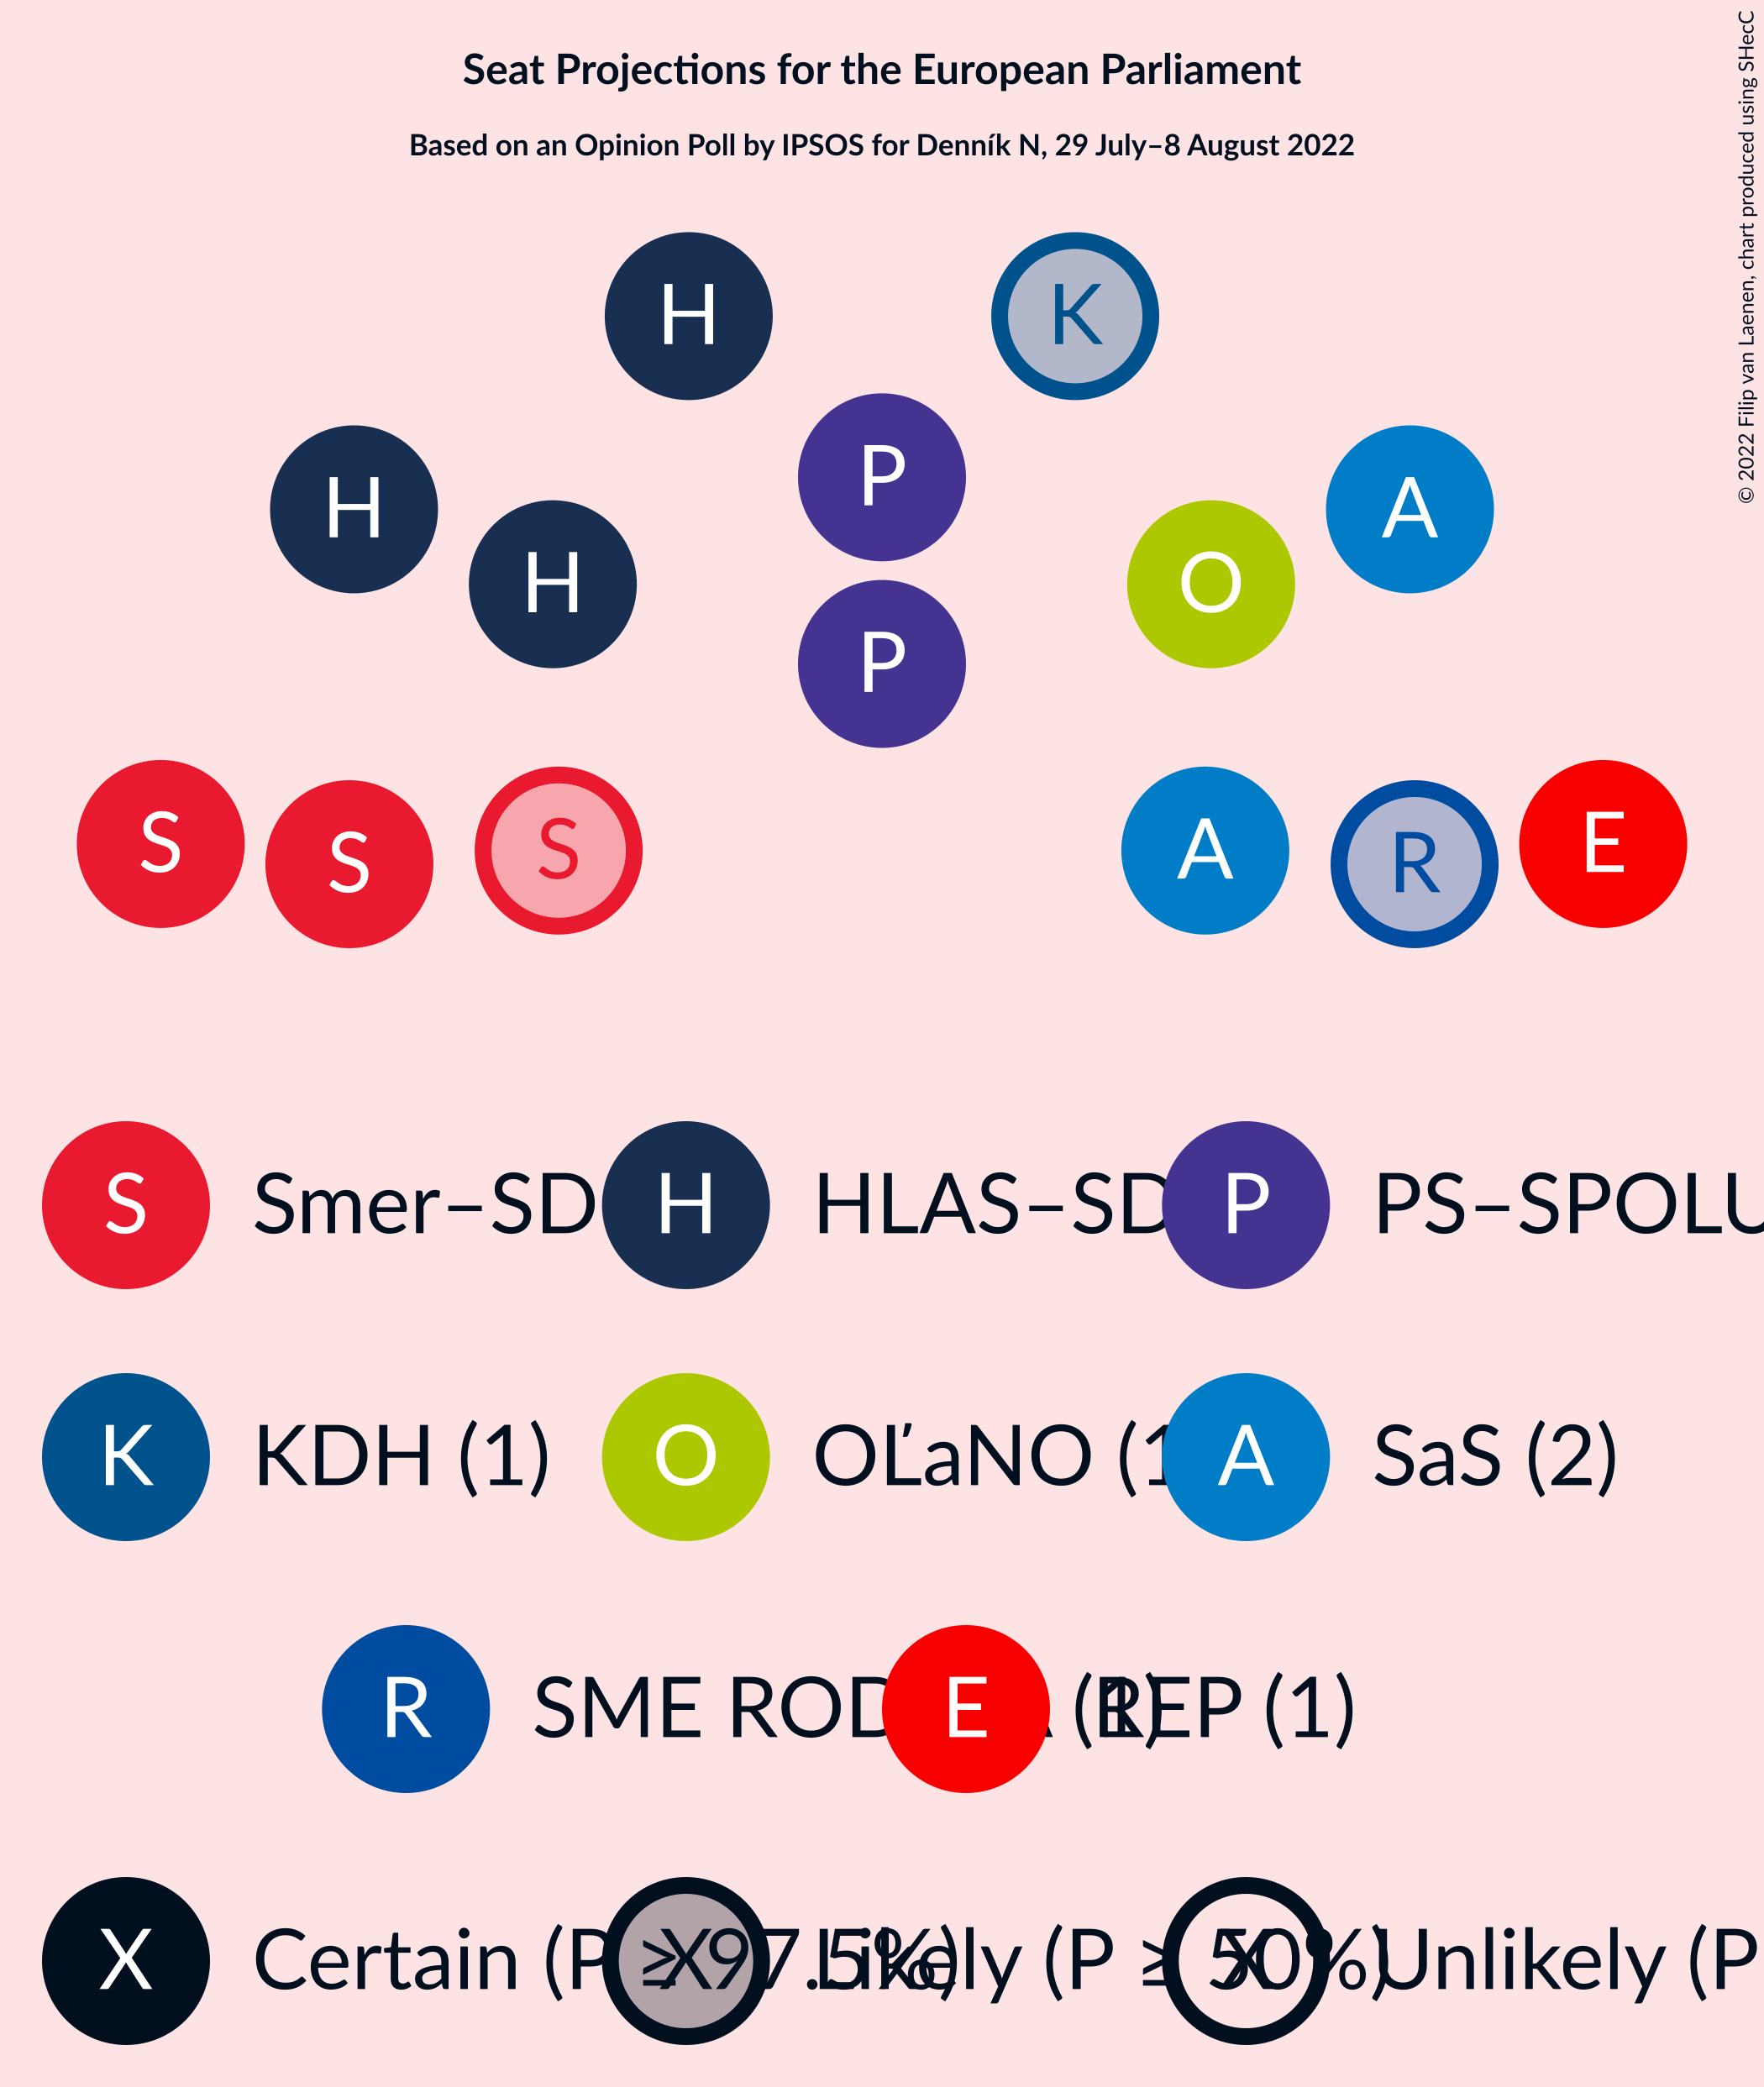 Seat Projections for the European Parliament
Based on an Opinion Poll by IPSOS for Denník N, 29 July–8 August 2022
© 2022 Filip van Laenen, chart produced using SHecC
H K
P
H A
H O
P
S S S A R E
S Smer–SD H HLAS–SD P PS–SPOLU
K KDH (1) O OĽaNO (1 A SaS (2)
R SME ROD E (1) REP (1)
X Certain (P ≥ 97.5%) X Likely (P ≥ 50%) X Unlikely (P